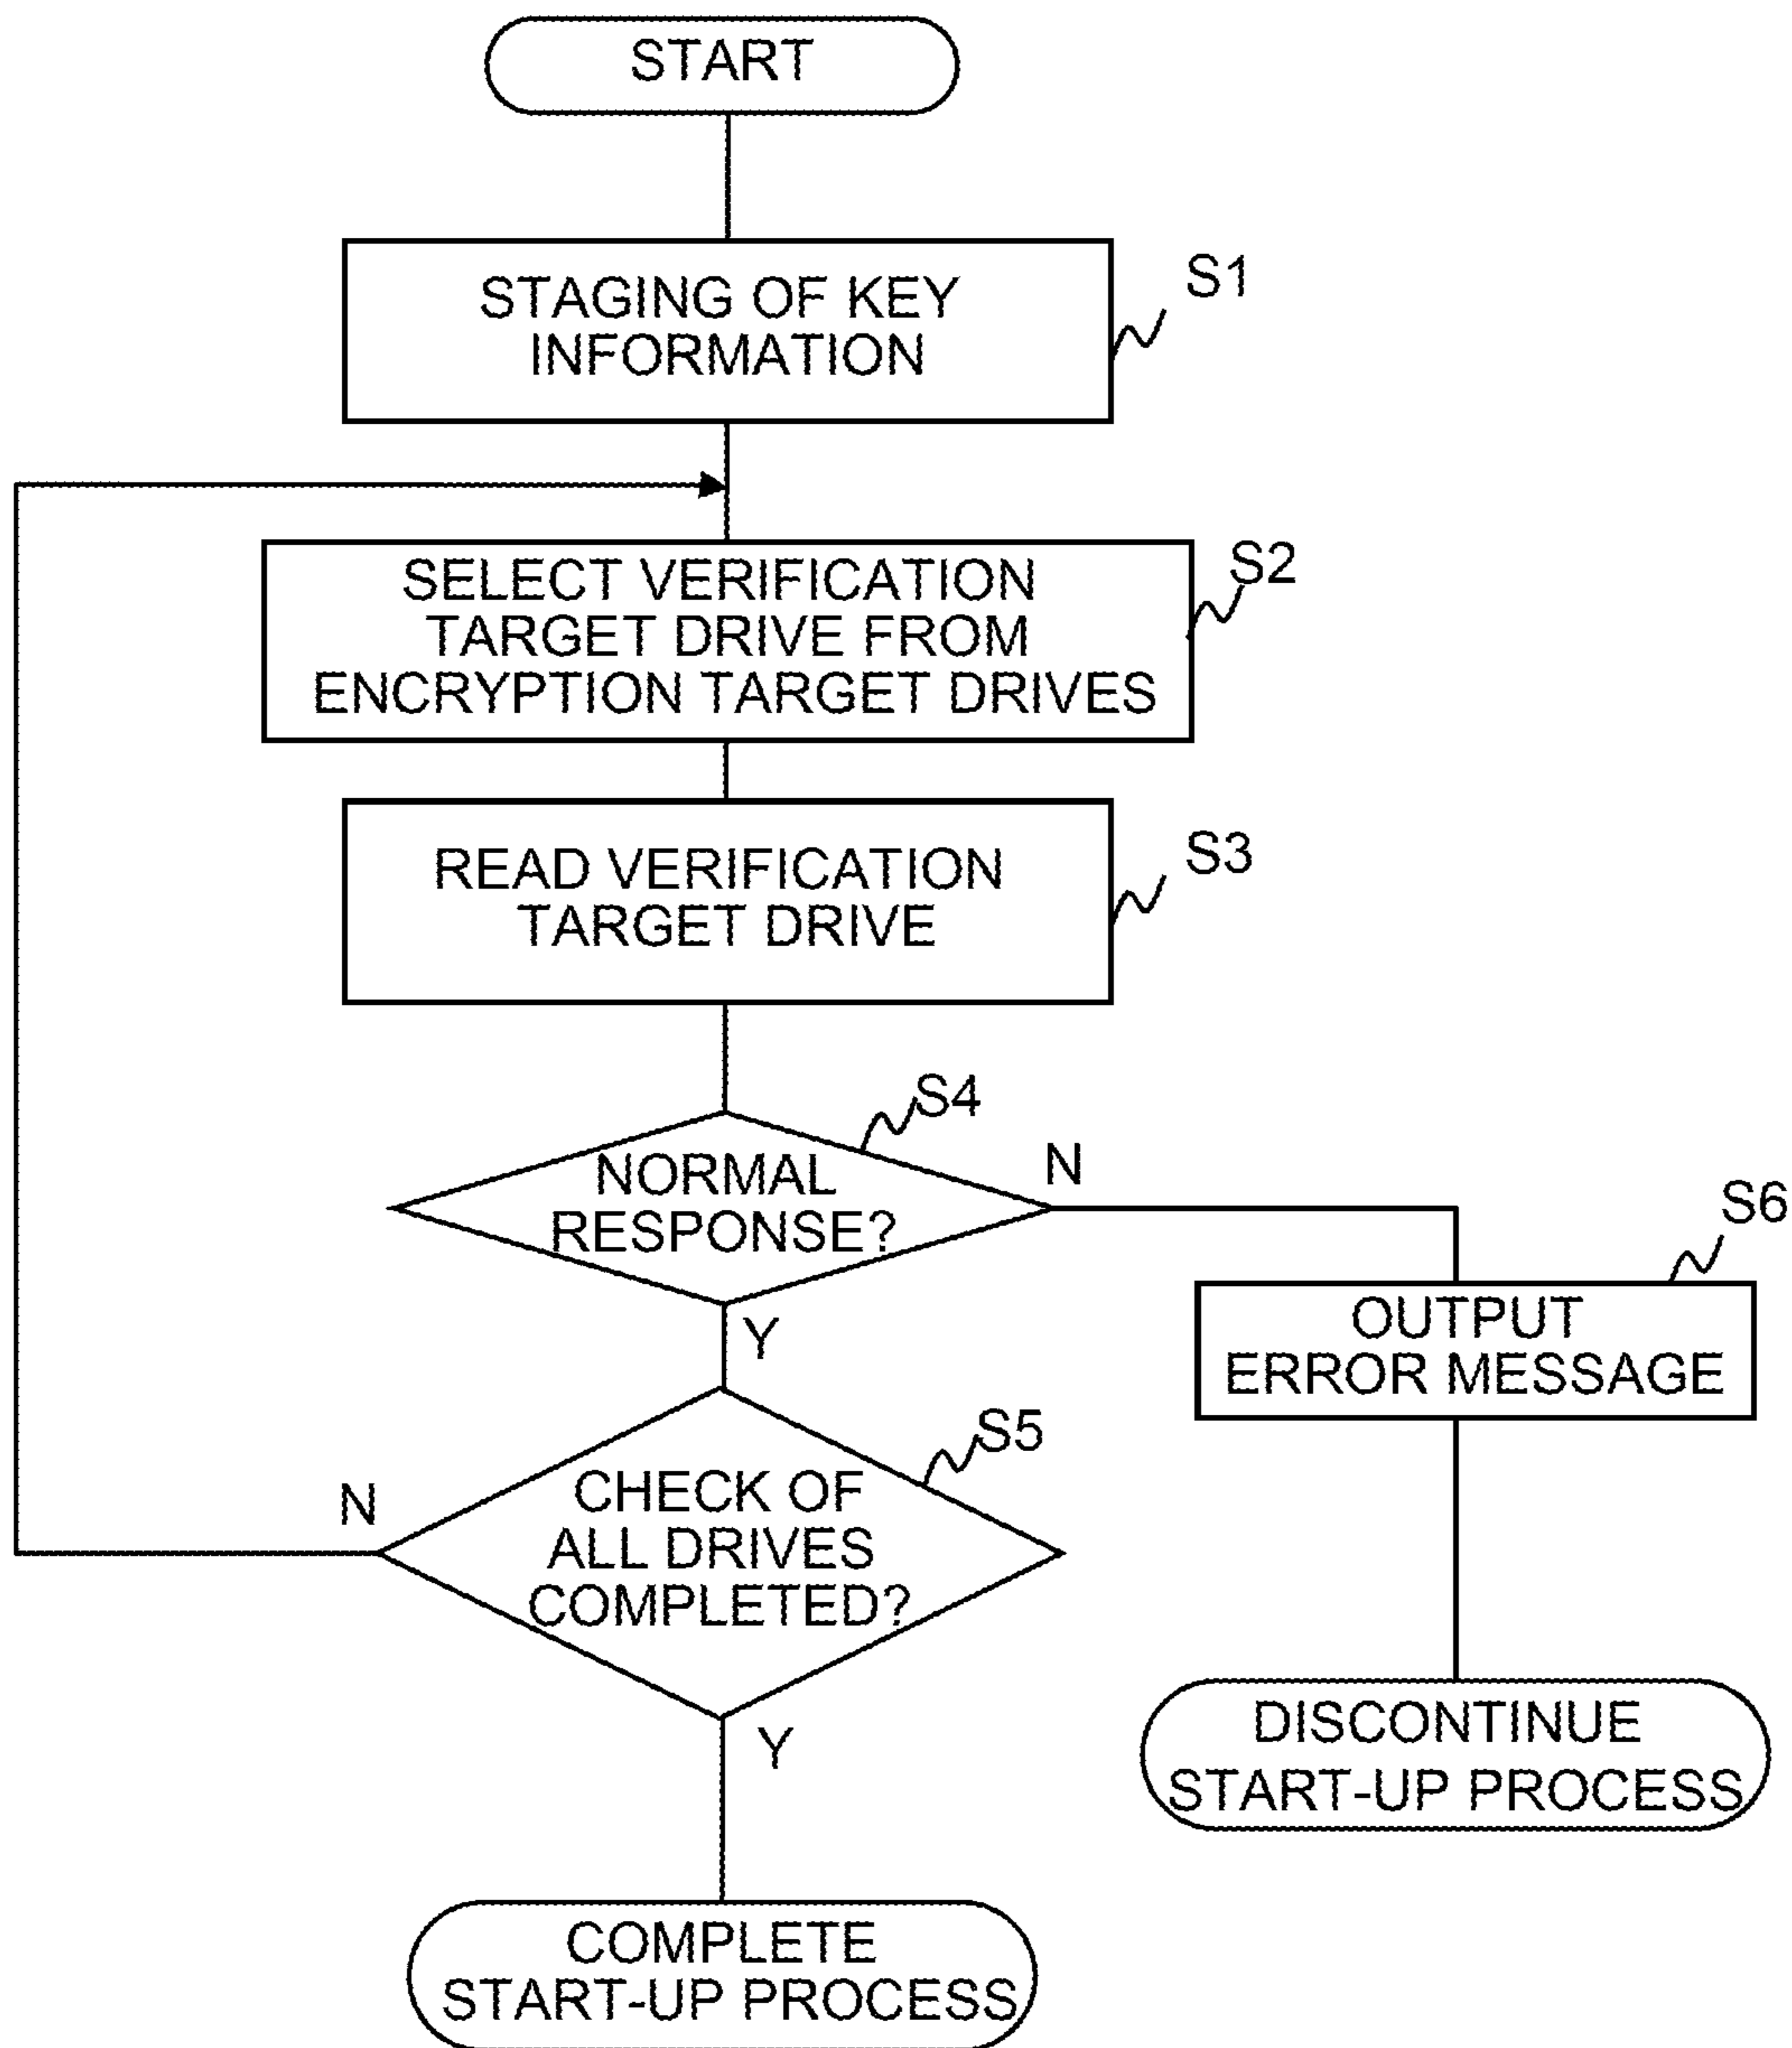 START
STAGING OF KEY
INFORMATION
S1
SELECT VERIFICATION
TARGET DRIVE FROM
ENCRYPTION TARGET DRIVES
S2
READ VERIFICATION
TARGET DRIVE
S3
S4
NORMAL
RESPONSE?
N
Y
S6
OUTPUT
ERROR MESSAGE
S5
CHECK OF
ALL DRIVES
COMPLETED?
N
Y
DISCONTINUE
START-UP PROCESS
COMPLETE
START-UP PROCESS